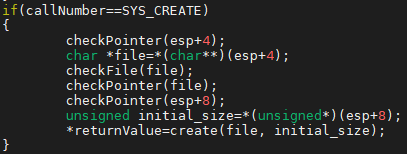 if(callNumber==SYS_CREATE)
{
        checkPointer(esp+4);
        char *file=*(char**)(esp+4);
        checkFile(file);
        checkPointer(file);
        checkPointer(esp+8);
        unsigned initial_size=*(unsigned*)(esp+8);
        *returnValue=create(file, initial_size);
}